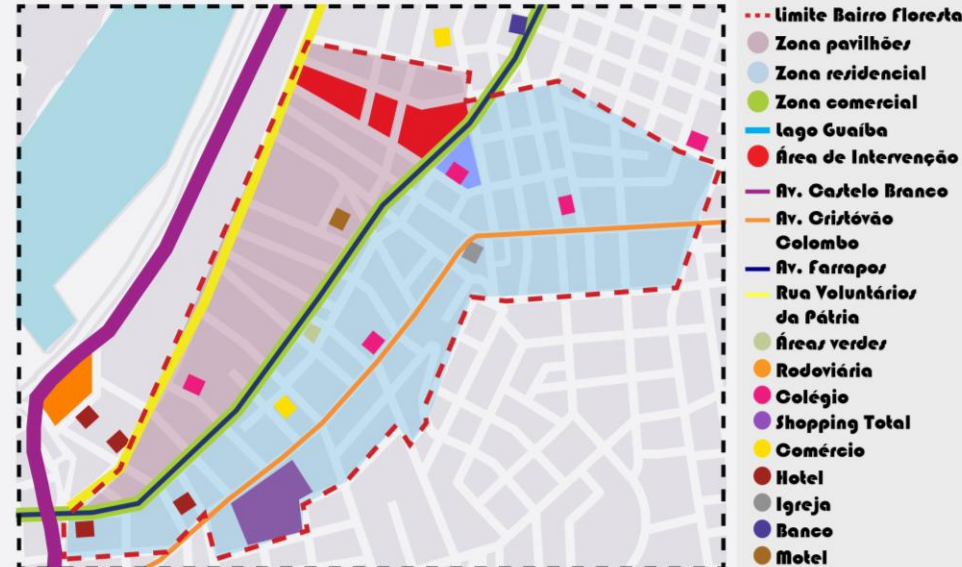 Limite Bairro Floresta
Zona pavilhões
Zona residencial
Zona comercial
Lago Guaíba
Área de Intervenção
Av. Castelo Branco
Av. Cristóvão
Colombo
Av. Farrapos
Rua Voluntários
da Pátria
Áreas verdes
Rodoviária
Colégio
Shopping Total
Comércio
Hotel
Igreja
Banco
Motel